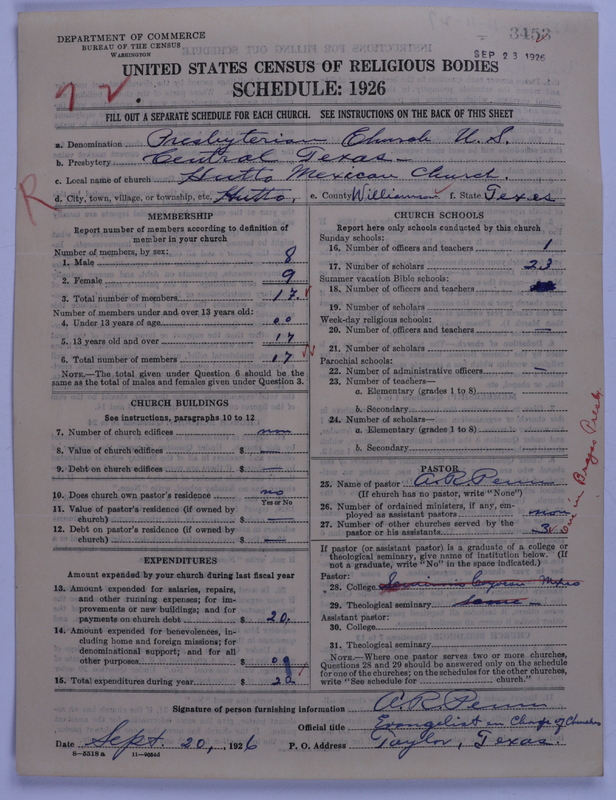 3453
DEPARTMENT OF COMMERCE
BUREAU OF THE CENSUS
WASHINGTON
SEP 23 1926
UNITED STATES CENSUS OF RELIGIOUS BODIES
SCHEDULE: 1926
FILL OUT A SEPARATE SCHEDULE FOR EACH CHURCH. SEE INSTRUCTIONS ON THE BACK OF THIS SHEET
a. Denomination Presbyterian Church U.S.
b. Presbytery Central Texas
c. Local name of church Hutto Mexican Church.
R
d. City, town, village, or township, etc. Hutto, e. County Williamson f. State Texas
MEMBERSHIP
Report number of members according to definition of
member in your church
Number of members, by sex:
1. Male 8
2. Female 9
3. Total number of members 17
Number of members under and over 13 years old:
4. Under 13 years of age 00
5. 13 years old and over 17
6. Total number of members 17
NOTE.—The total given under Question 6 should be the
same as the total of males and females given under Question 3.
CHURCH BUILDINGS
See instructions, paragraphs 10 to 12
7. Number of church edifices
8. Value of church edifices $ —
9. Debt on church edifices $ —
10. Does church own pastor's residence no
Yes or No
11. Value of pastor's residence (if owned by
church) $ —
12. Debt on pastor's residence (if owned by
church) $ —
EXPENDITURES
Amount expended by your church during last fiscal year
13. Amount expended for salaries, repairs,
and other running expenses; for im-
provements or new buildings; and for
payments on church debt $ 20.
14. Amount expended for benevolences, in-
cluding home and foreign missions; for
denominational support; and for all
other purposes $ 00
15. Total expenditures during year $ 20
CHURCH SCHOOLS
Report here only schools conducted by this church
Sunday schools:
16. Number of officers and teachers 1
17. Number of scholars 23
Summer vacation Bible schools:
18. Number of officers and teachers
19. Number of scholars
Week-day religious schools:
20. Number of officers and teachers —
21. Number of scholars
Parochial schools:
22. Number of administrative officers —
23. Number of teachers—
a. Elementary (grades 1 to 8)
b. Secondary
24. Number of scholars—
a. Elementary (grades 1 to 8)
b. Secondary
PASTOR
25. Name of pastor A.R. Penn
(If church has no pastor, write "None")
26. Number of ordained ministers, if any, em-
ployed as assistant pastors
27. Number of other churches served by the
pastor or his assistants 3
If pastor (or assistant pastor) is a graduate of a college or
theological seminary, give name of institution below. (If
not a graduate, write "No" in the space indicated.)
Pastor:
28. College
29. Theological seminary
Assistant pastor:
30. College
31. Theological seminary
NOTE.—Where one pastor serves two or more churches,
Questions 28 and 29 should be answered only on the schedule
for one of the churches; on the schedules for the other churches,
write "See schedule for church."
Signature of person furnishing information A.R. Penn
Official title Evangelist in Charge of Churches
Date Sept. 20, 1926 P. O. Address Taylor, Texas.
8—5518 a